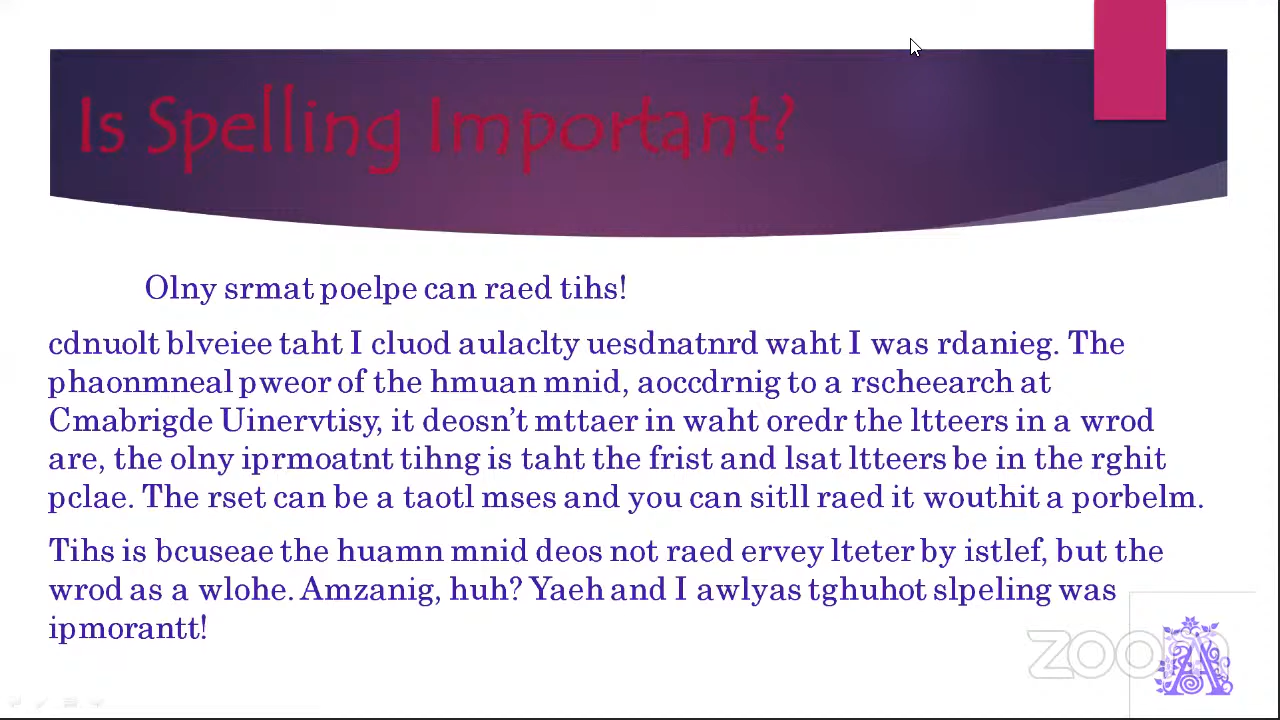 Is Spelling Important?
Olny srmat poelpe can raed tihs!
cdnuolt blveiee taht I cluod aulaclty uesdnatnrd waht I was rdanieg. The
phaonmneal pweor of the hmuan mnid, aoccdrnig to a rscheearch at
Cmabrigde Uinervtisy, it deosn’t mttaer in waht oredr the ltteers in a wrod
are, the olny iprmoatnt tihng is taht the frist and lsat ltteers be in the rghit
pclae. The rset can be a taotl mses and you can sitll raed it wouthit a porbelm.
Tihs is bcuseae the huamn mnid deos not raed ervey lteter by istlef, but the
wrod as a wlohe. Amzanig, huh? Yaeh and I awlyas tghuhot slpeling was
ipmorantt!
zoom
A